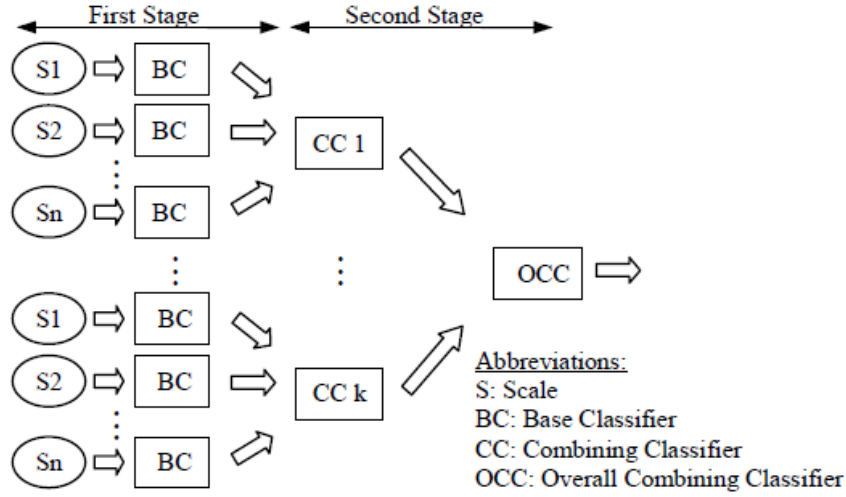 First Stage
Second Stage
S1
BC
S2
BC
CC 1
Sn
BC
OCC
S1
BC
S2
BC
CC k
Sn
BC
Abbreviations:
S: Scale
BC: Base Classifier
CC: Combining Classifier
OCC: Overall Combining Classifier